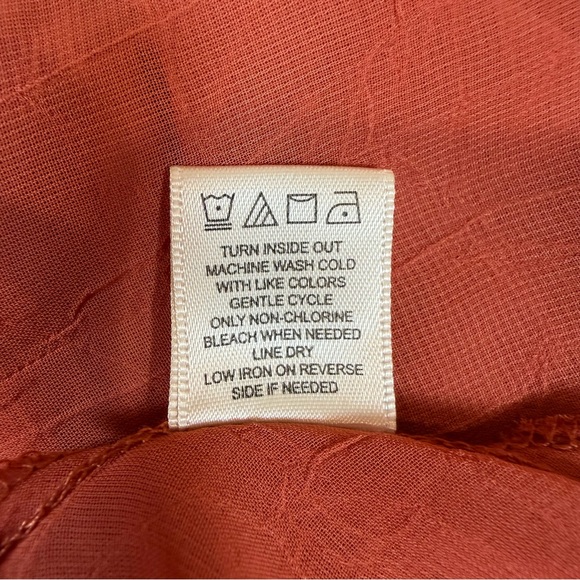 TURN INSIDE OUT
MACHINE WASH COLD
WITH LIKE COLORS
GENTLE CYCLE
ONLY NON-CHLORINE
BLEACH WHEN NEEDED
LINE DRY
LOW IRON ON REVERSE
SIDE IF NEEDED